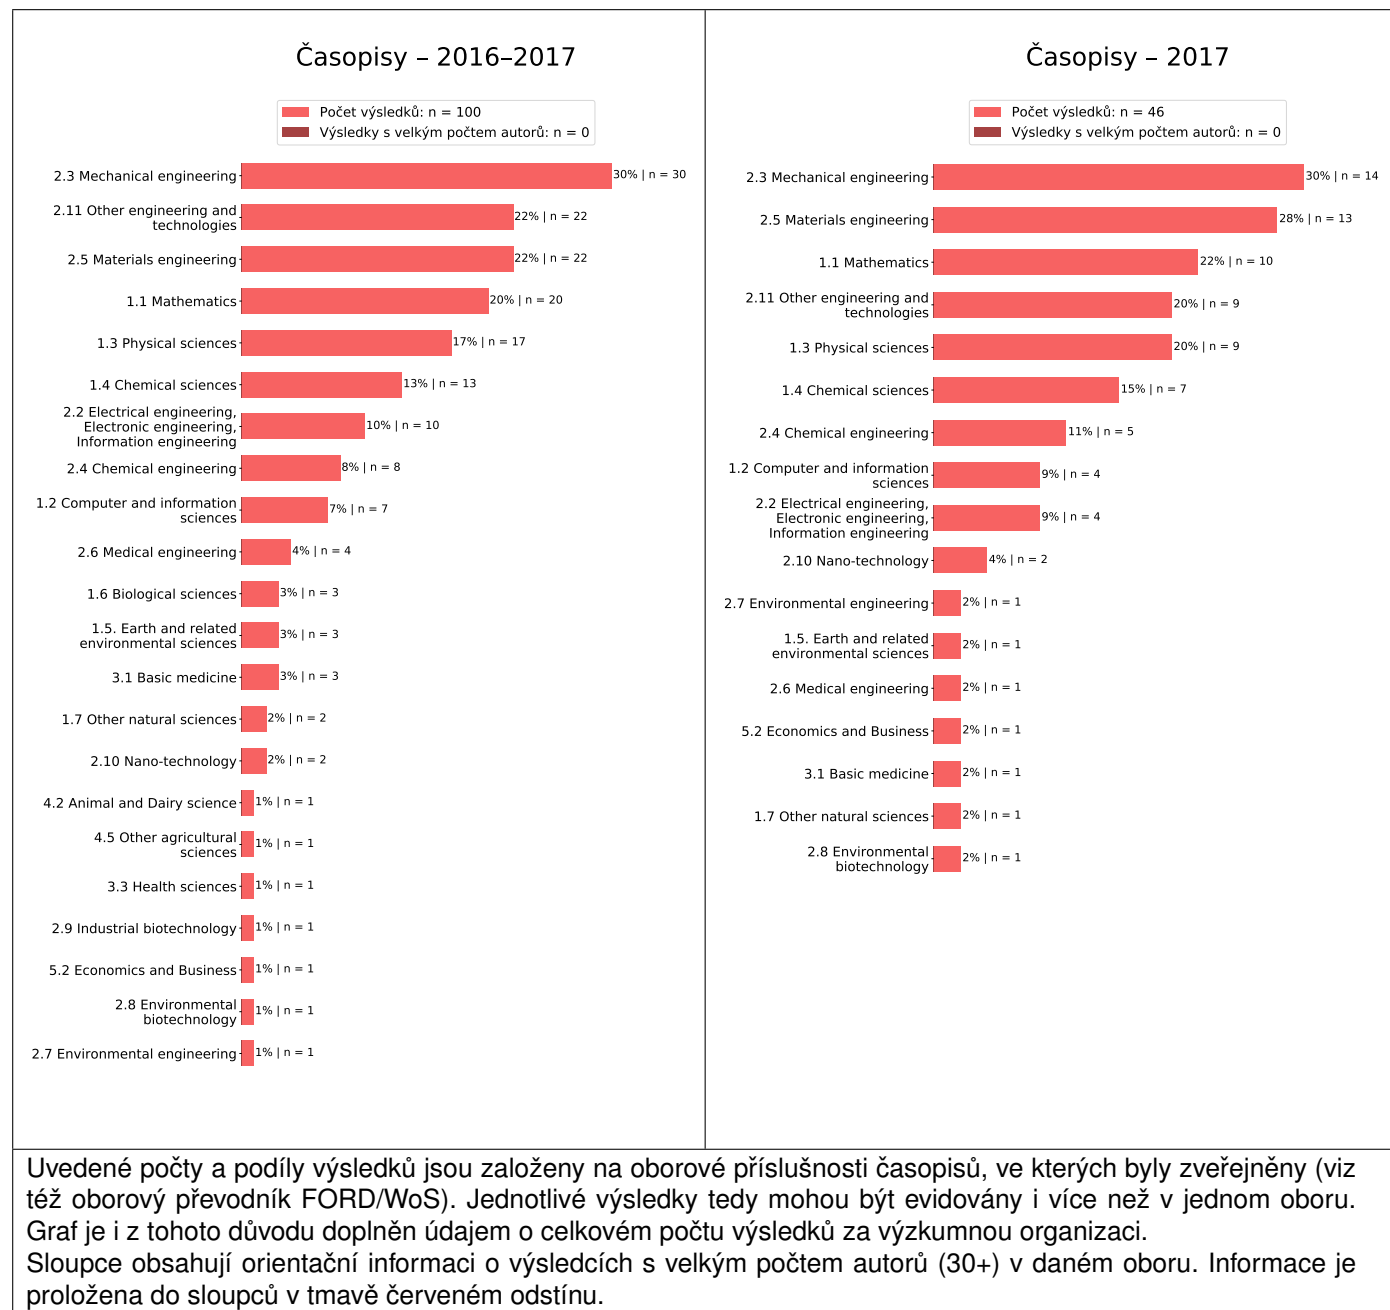 Časopisy – 2016–2017
Počet výsledků: n = 100
Výsledky s velkým počtem autorů: n = 0
2.3 Mechanical engineering
30% | n = 30
2.11 Other engineering and
technologies
22% | n = 22
2.5 Materials engineering
22% | n = 22
1.1 Mathematics
20% | n = 20
1.3 Physical sciences
17% | n = 17
1.4 Chemical sciences
13% | n = 13
2.2 Electrical engineering,
Electronic engineering,
Information engineering
10% | n = 10
2.4 Chemical engineering
8% | n = 8
1.2 Computer and information
sciences
7% | n = 7
2.6 Medical engineering
4% | n = 4
1.6 Biological sciences
3% | n = 3
1.5. Earth and related
environmental sciences
3% | n = 3
3.1 Basic medicine
3% | n = 3
1.7 Other natural sciences
2% | n = 2
2.10 Nano-technology
2% | n = 2
4.2 Animal and Dairy science
1% | n = 1
4.5 Other agricultural
sciences
1% | n = 1
3.3 Health sciences
1% | n = 1
2.9 Industrial biotechnology
1% | n = 1
5.2 Economics and Business
1% | n = 1
2.8 Environmental
biotechnology
1% | n = 1
2.7 Environmental engineering
1% | n = 1
Časopisy – 2017
Počet výsledků: n = 46
Výsledky s velkým počtem autorů: n = 0
2.3 Mechanical engineering
30% | n = 14
2.5 Materials engineering
28% | n = 13
1.1 Mathematics
22% | n = 10
2.11 Other engineering and
technologies
20% | n = 9
1.3 Physical sciences
20% | n = 9
1.4 Chemical sciences
15% | n = 7
2.4 Chemical engineering
11% | n = 5
1.2 Computer and information
sciences
9% | n = 4
2.2 Electrical engineering,
Electronic engineering,
Information engineering
9% | n = 4
2.10 Nano-technology
4% | n = 2
2.7 Environmental engineering
2% | n = 1
1.5. Earth and related
environmental sciences
2% | n = 1
2.6 Medical engineering
2% | n = 1
5.2 Economics and Business
2% | n = 1
3.1 Basic medicine
2% | n = 1
1.7 Other natural sciences
2% | n = 1
2.8 Environmental
biotechnology
2% | n = 1
Uvedené počty a podíly výsledků jsou založeny na oborové příslušnosti časopisů, ve kterých byly zveřejněny (viz
též oborový převodník FORD/WoS). Jednotlivé výsledky tedy mohou být evidovány i více než v jednom oboru.
Graf je i z tohoto důvodu doplněn údajem o celkovém počtu výsledků za výzkumnou organizaci.
Sloupce obsahují orientační informaci o výsledcích s velkým počtem autorů (30+) v daném oboru. Informace je
proložena do sloupců v tmavě červeném odstínu.